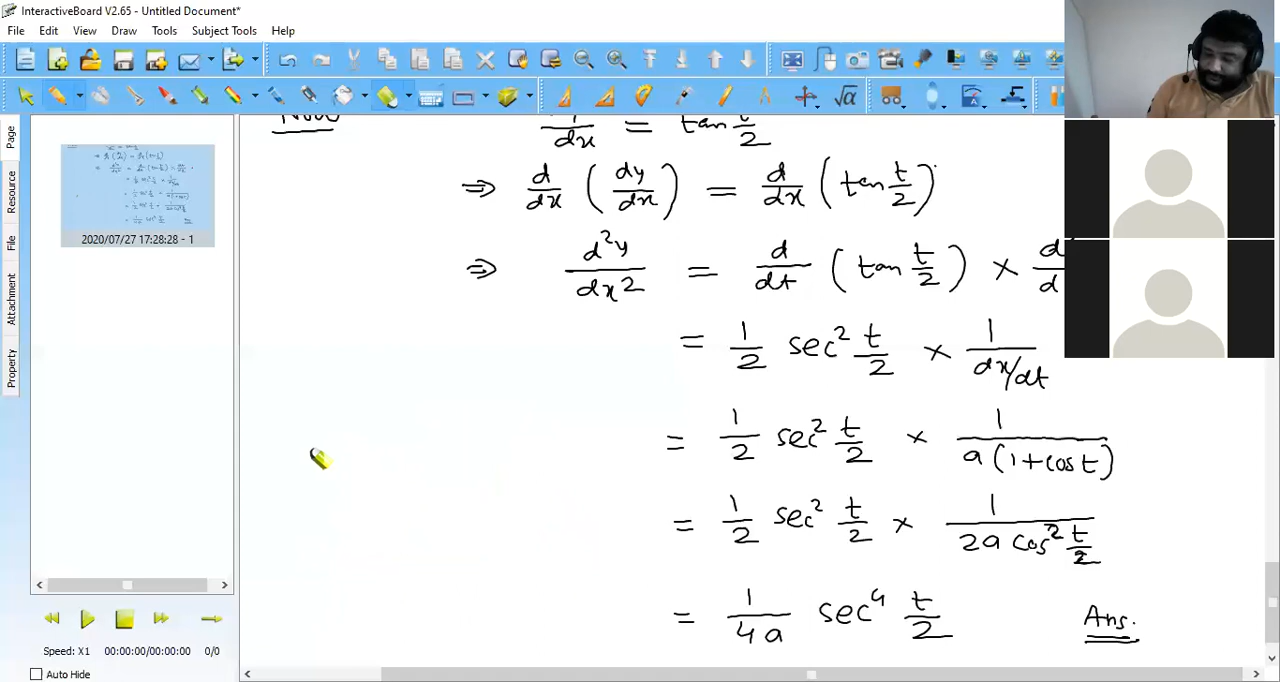 InteractiveBoard V2.65 - Untitled Document*
File Edit View Draw Tools Subject Tools Help
Page
Resource
File
Attachment
Property
2020/07/27 17:28:28 - 1
Speed: X1 00:00:00/00:00:00 0/0
Auto Hide
Now dy/dx = tan t/2
⇒ d/dx (dy/dx) = d/dx (tan t/2)
⇒ d²y/dx² = d/dt (tan t/2) ×
= 1/2 sec² t/2 × 1/(dx/dt)
= 1/2 sec² t/2 × 1/(a(1+cost))
= 1/2 sec² t/2 × 1/(2a cos² t/2)
= 1/4a sec⁴ t/2 Ans.